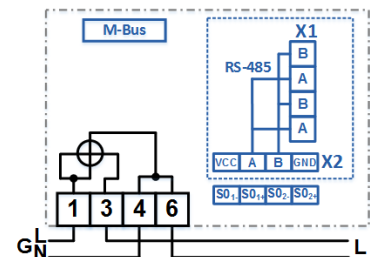 M-Bus
X1
B
RS-485
A
B
A
VCC A B GND X2
S01- S01+ S02- S02+
1 3 4 6
L
G
N
L